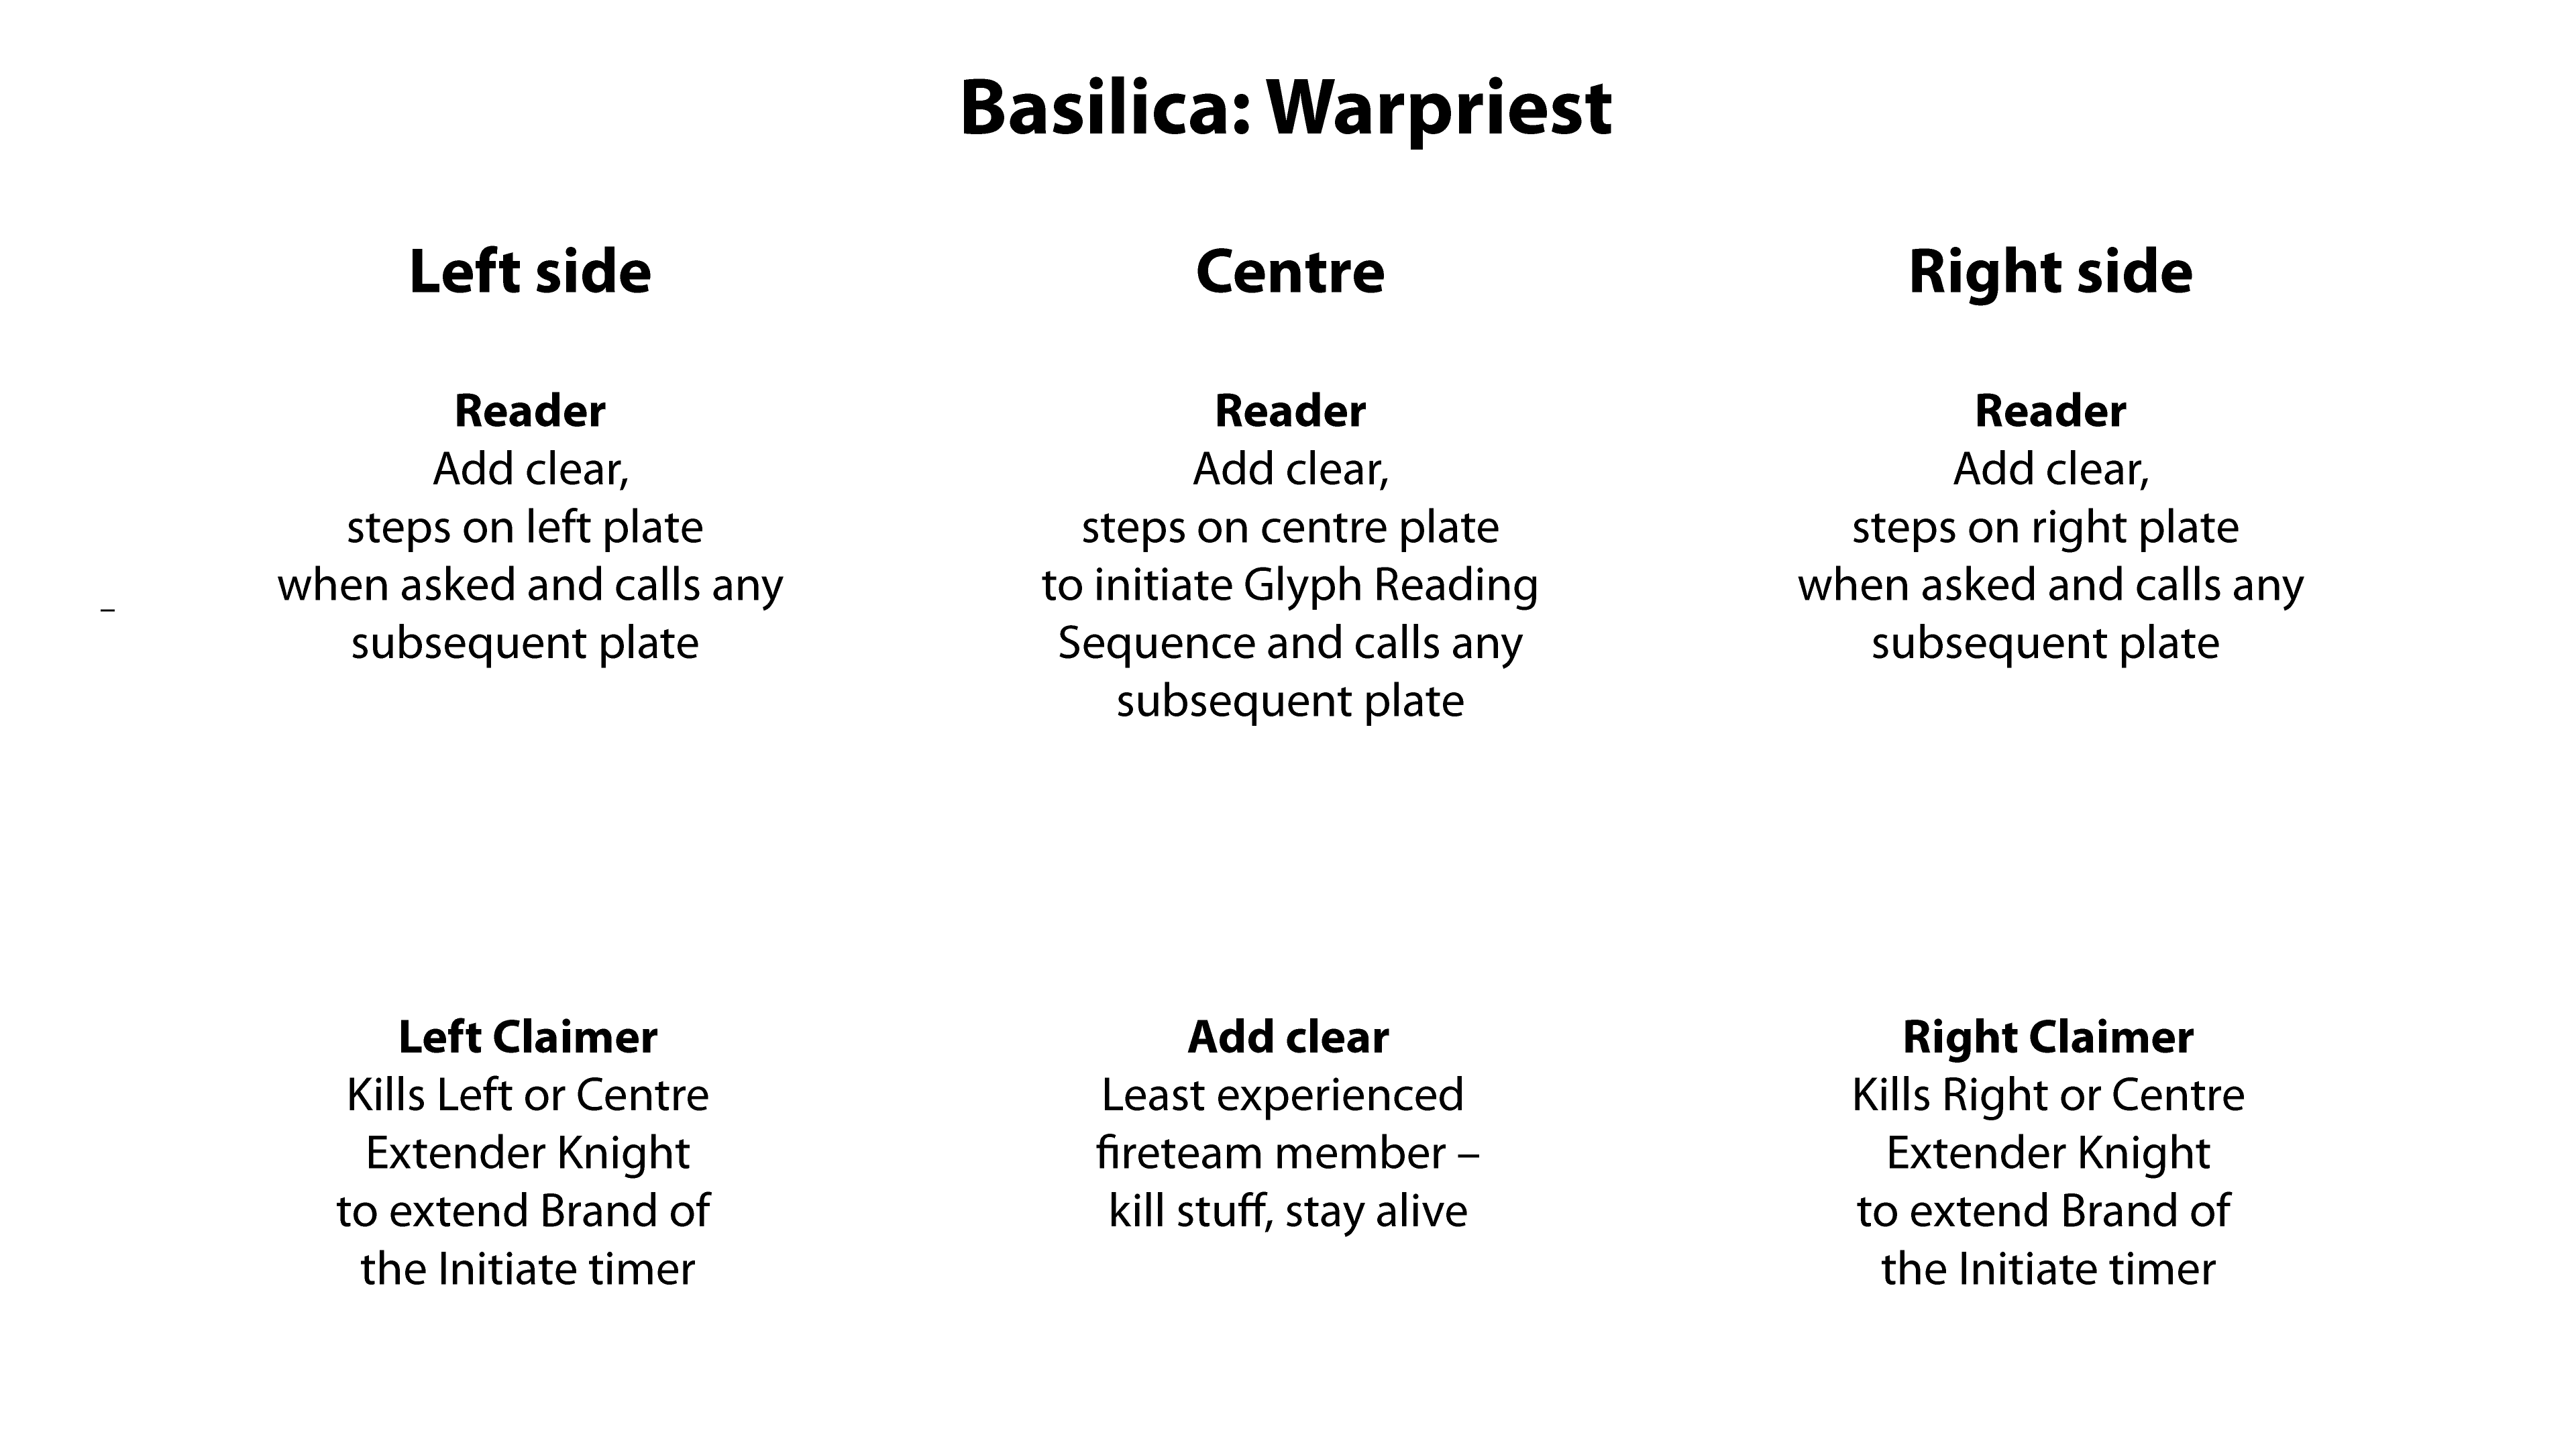 Basilica: Warpriest
Left side
Centre
Right side
Reader
Add clear,
steps on left plate
when asked and calls any
subsequent plate
Reader
Add clear,
steps on centre plate
to initiate Glyph Reading
Sequence and calls any
subsequent plate
Reader
Add clear,
steps on right plate
when asked and calls any
subsequent plate
–
Left Claimer
Kills Left or Centre
Extender Knight
to extend Brand of
the Initiate timer
Add clear
Least experienced
fireteam member –
kill stuff, stay alive
Right Claimer
Kills Right or Centre
Extender Knight
to extend Brand of
the Initiate timer